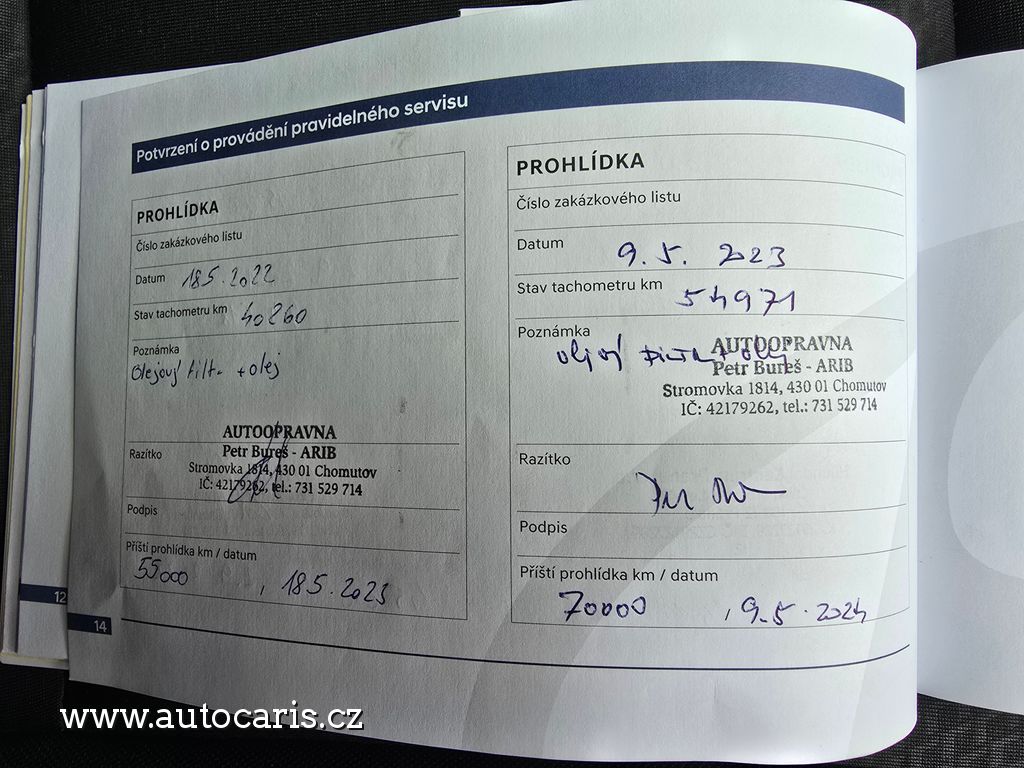 Potvrzení o provádění pravidelného servisu
PROHLÍDKA
Číslo zakázkového listu
Datum 18.5.2022
Stav tachometru km 40260
Poznámka
Olejový filtr + olej
AUTOOPRAVNA
Petr Bureš - ARIB
Razítko
Stromovka 1814, 430 01 Chomutov
IČ: 42179262, tel.: 731 529 714
Podpis
Příští prohlídka km / datum
55000 , 18.5.2023
PROHLÍDKA
Číslo zakázkového listu
Datum 9.5. 2023
Stav tachometru km 54971
Poznámka
olejový filtr + olej
AUTOOPRAVNA
Petr Bureš - ARIB
Stromovka 1814, 430 01 Chomutov
IČ: 42179262, tel.: 731 529 714
Razítko
Podpis
Příští prohlídka km / datum
70000 , 9.5.2024
12
14
www.autocaris.cz